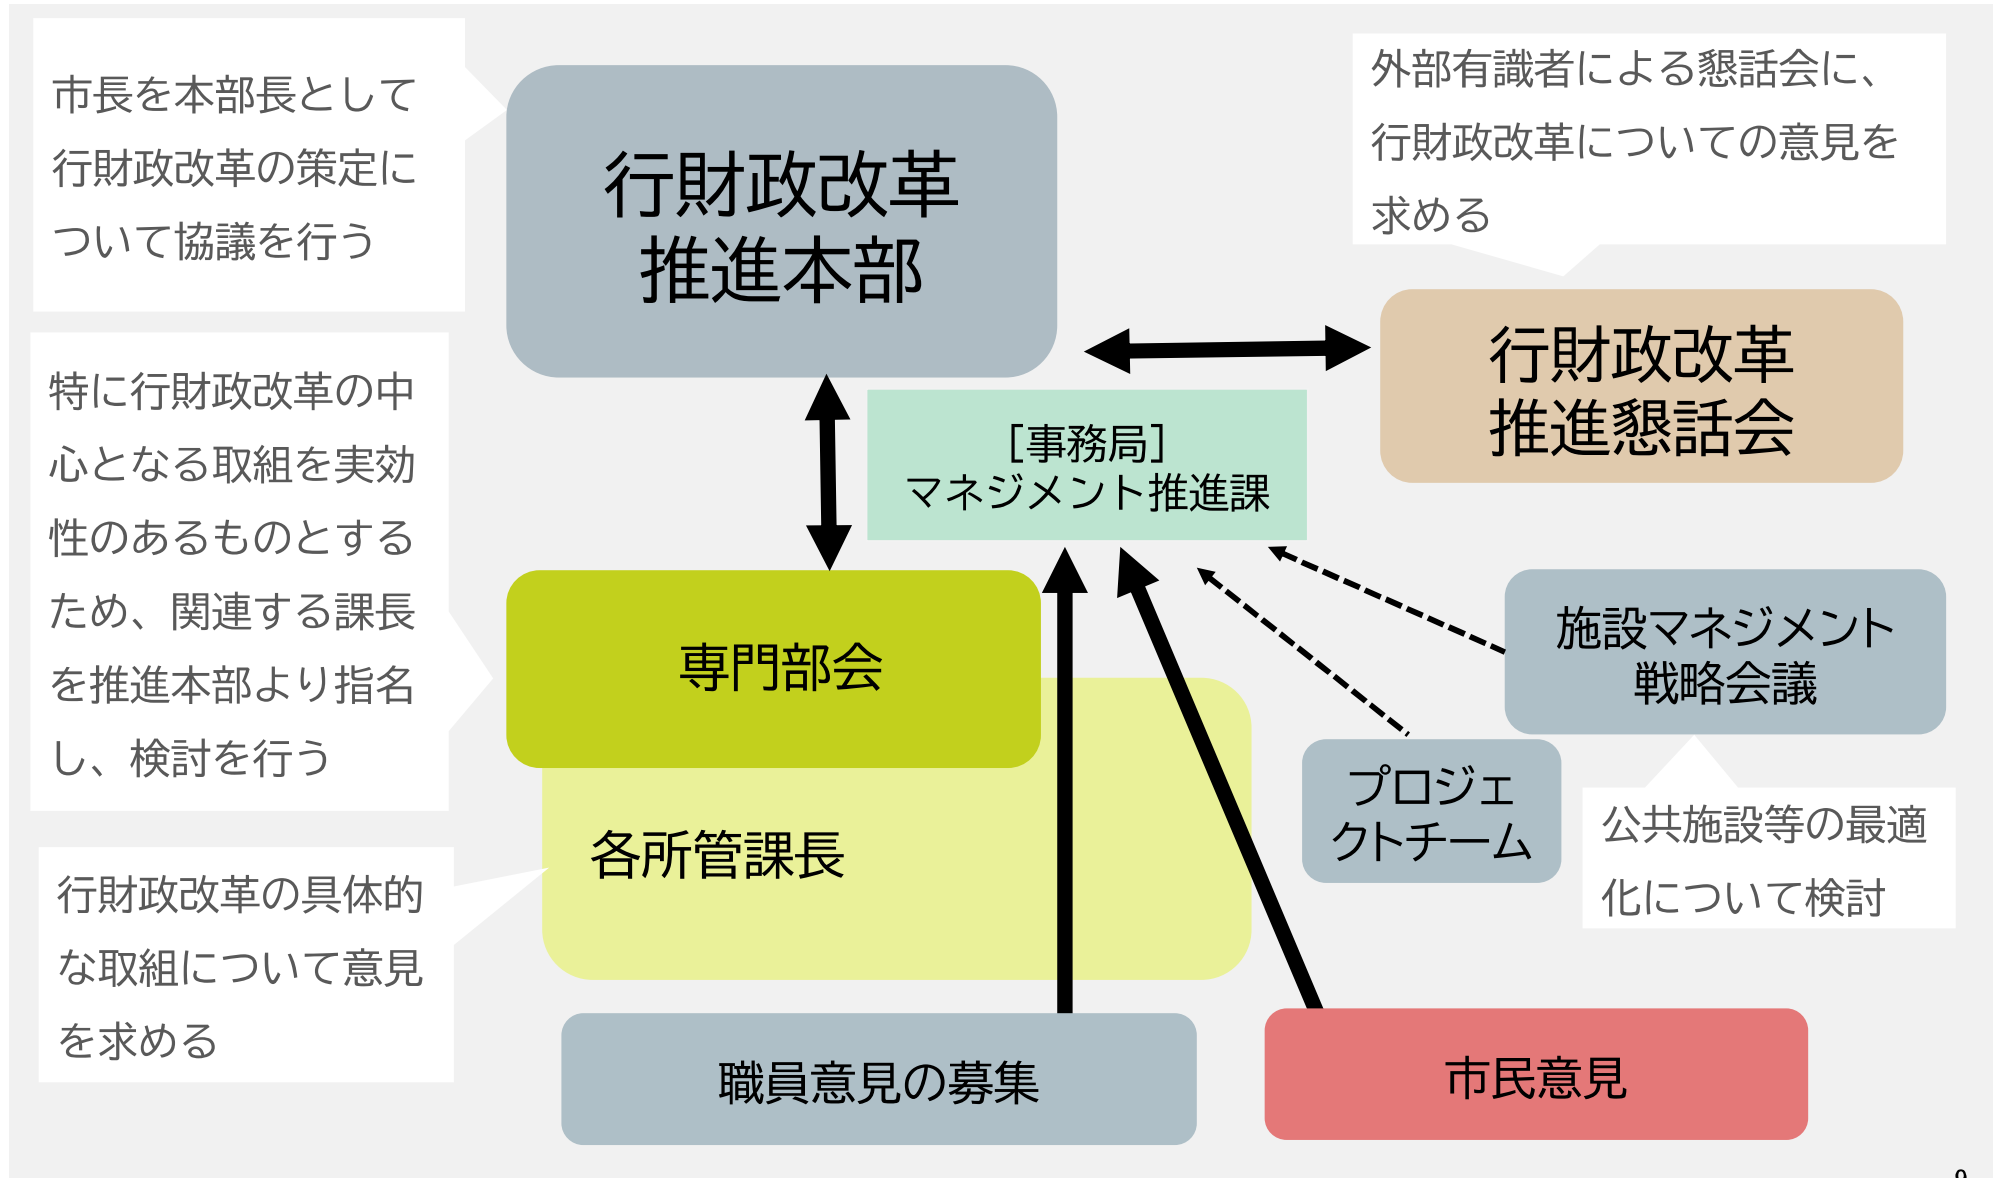 市長を本部長として
行財政改革の策定に
ついて協議を行う
行財政改革
推進本部
外部有識者による懇話会に、
行財政改革についての意見を
求める
行財政改革
推進懇話会
特に行財政改革の中
心となる取組を実効
性のあるものとする
ため、関連する課長
を推進本部より指名
し、検討を行う
［事務局］
マネジメント推進課
専門部会
施設マネジメント
戦略会議
プロジェ
クトチーム
公共施設等の最適
化について検討
各所管課長
行財政改革の具体的
な取組について意見
を求める
職員意見の募集
市民意見